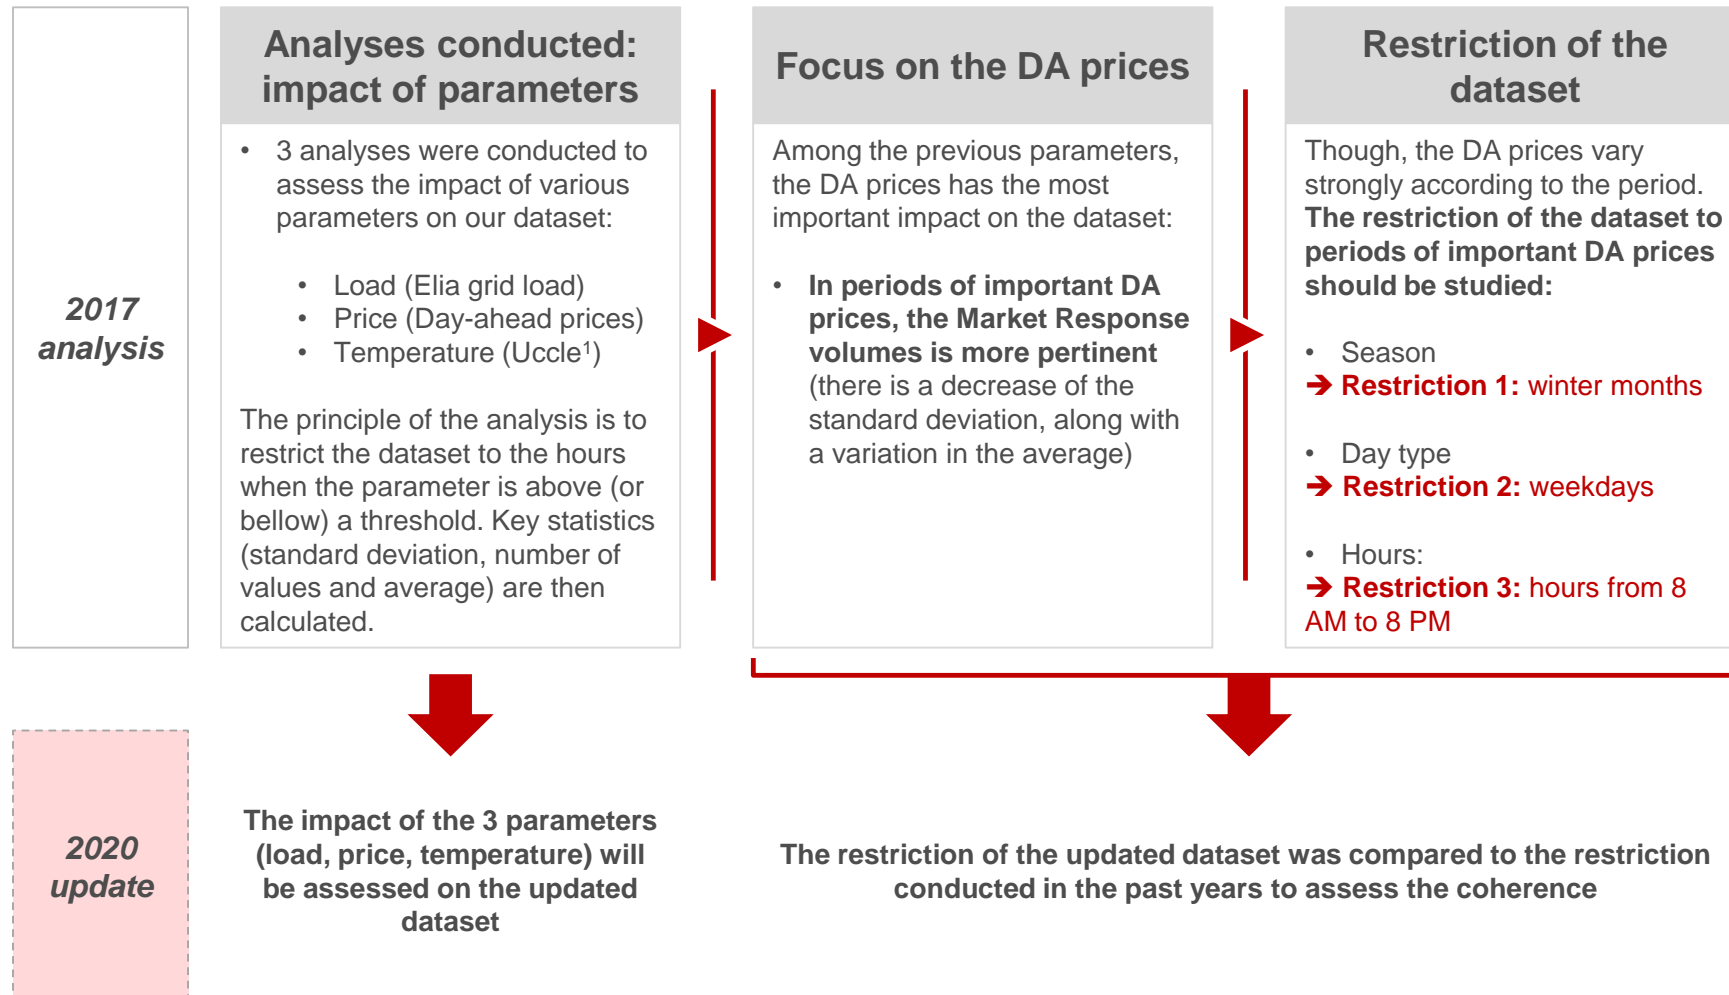 2017
analysis
Analyses conducted:
impact of parameters
• 3 analyses were conducted to
assess the impact of various
parameters on our dataset:
• Load (Elia grid load)
• Price (Day-ahead prices)
• Temperature (Uccle¹)
The principle of the analysis is to
restrict the dataset to the hours
when the parameter is above (or
bellow) a threshold. Key statistics
(standard deviation, number of
values and average) are then
calculated.
Focus on the DA prices
Among the previous parameters,
the DA prices has the most
important impact on the dataset:
• In periods of important DA
prices, the Market Response
volumes is more pertinent
(there is a decrease of the
standard deviation, along with
a variation in the average)
Restriction of the
dataset
Though, the DA prices vary
strongly according to the period.
The restriction of the dataset to
periods of important DA prices
should be studied:
• Season
➔ Restriction 1: winter months
• Day type
➔ Restriction 2: weekdays
• Hours:
➔ Restriction 3: hours from 8
AM to 8 PM
2020
update
The impact of the 3 parameters
(load, price, temperature) will
be assessed on the updated
dataset
The restriction of the updated dataset was compared to the restriction
conducted in the past years to assess the coherence